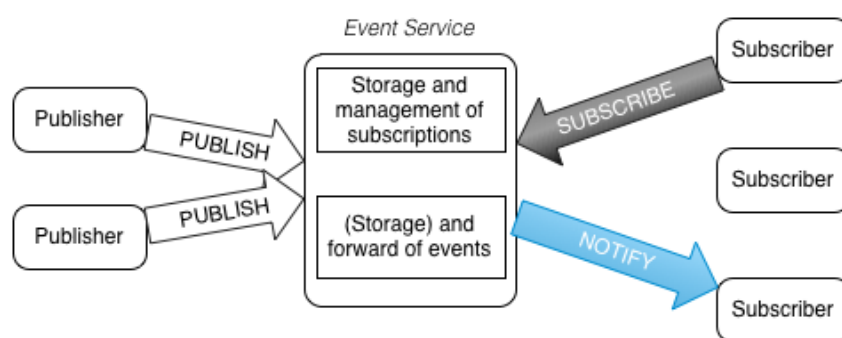 Event Service
Publisher
Publisher
PUBLISH
PUBLISH
Storage and
management of
subscriptions
(Storage) and
forward of events
SUBSCRIBE
NOTIFY
Subscriber
Subscriber
Subscriber